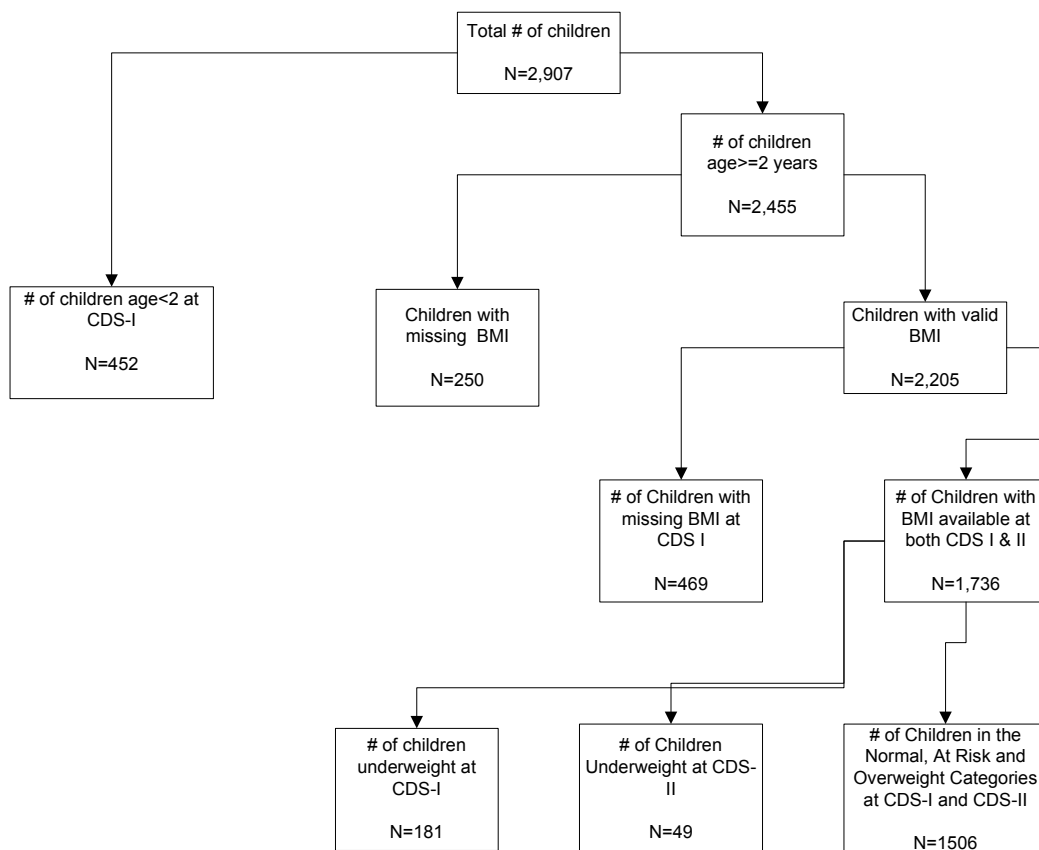 Total # of children
N=2,907
# of children
age>=2 years
N=2,455
# of children age<2 at
CDS-I
N=452
Children with
missing BMI
N=250
Children with valid
BMI
N=2,205
# of Children with
missing BMI at
CDS I
N=469
# of Children with
BMI available at
both CDS I & II
N=1,736
# of children
underweight at
CDS-I
N=181
# of Children
Underweight at CDS-
II
N=49
# of Children in the
Normal, At Risk and
Overweight Categories
at CDS-I and CDS-II
N=1506